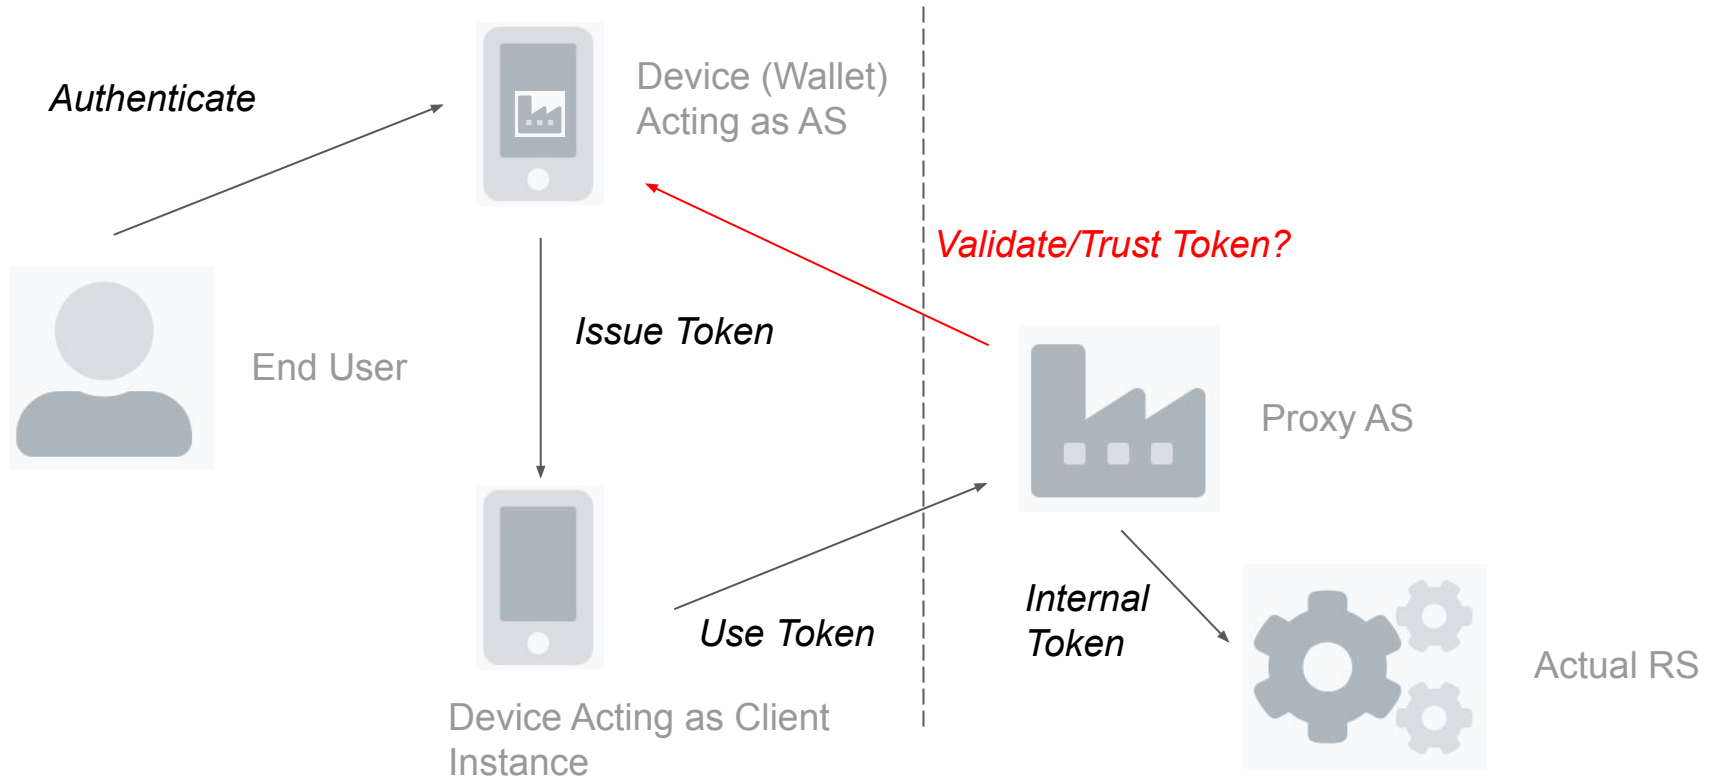 Authenticate
Device (Wallet)
Acting as AS
Validate/Trust Token?
Issue Token
End User
Proxy AS
Internal
Token
Use Token
Actual RS
Device Acting as Client
Instance